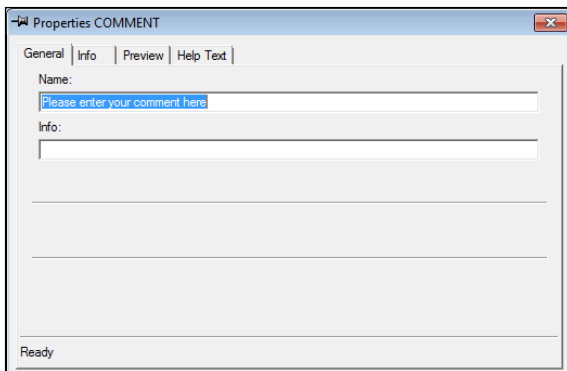 Properties COMMENT
General Info Preview Help Text
Name:
Please enter your comment here
Info:
Ready